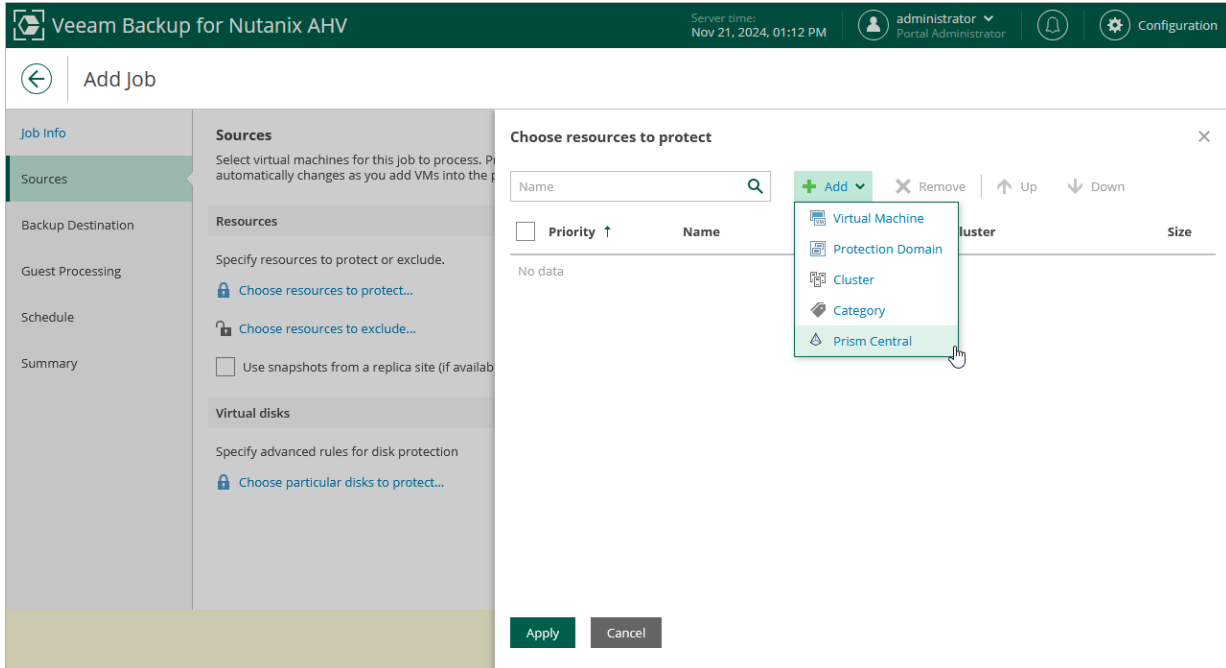 Veeam Backup for Nutanix AHV
Server time:
Nov 21, 2024, 01:12 PM
administrator
Portal Administrator
Configuration
Add Job
Job Info
Sources
Backup Destination
Guest Processing
Schedule
Summary
Sources
Select virtual machines for this job to process.
automatically changes as you add VMs into the
Resources
Specify resources to protect or exclude.
Choose resources to protect...
Choose resources to exclude...
Use snapshots from a replica site (if availab
Virtual disks
Specify advanced rules for disk protection
Choose particular disks to protect...
Choose resources to protect
Name
Add
Remove
Up
Down
Priority
Name
luster
Size
No data
Virtual Machine
VM
Protection Domain
Cluster
Category
Prism Central
Apply
Cancel